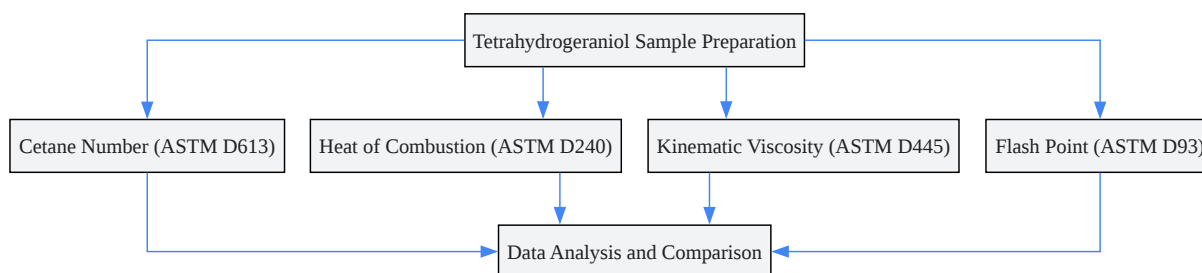 Tetrahydrogeraniol Sample Preparation
Cetane Number (ASTM D613)
Heat of Combustion (ASTM D240)
Kinematic Viscosity (ASTM D445)
Flash Point (ASTM D93)
Data Analysis and Comparison